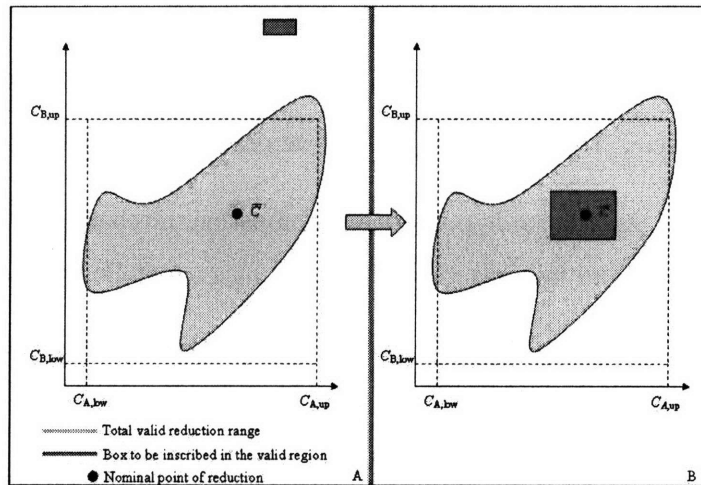 C_B,up
C_B,low
C_A,low
C_A,up
C̄
Total valid reduction range
Box to be inscribed in the valid region
Nominal point of reduction
A
C_B,up
C_B,low
C_A,low
C_A,up
B